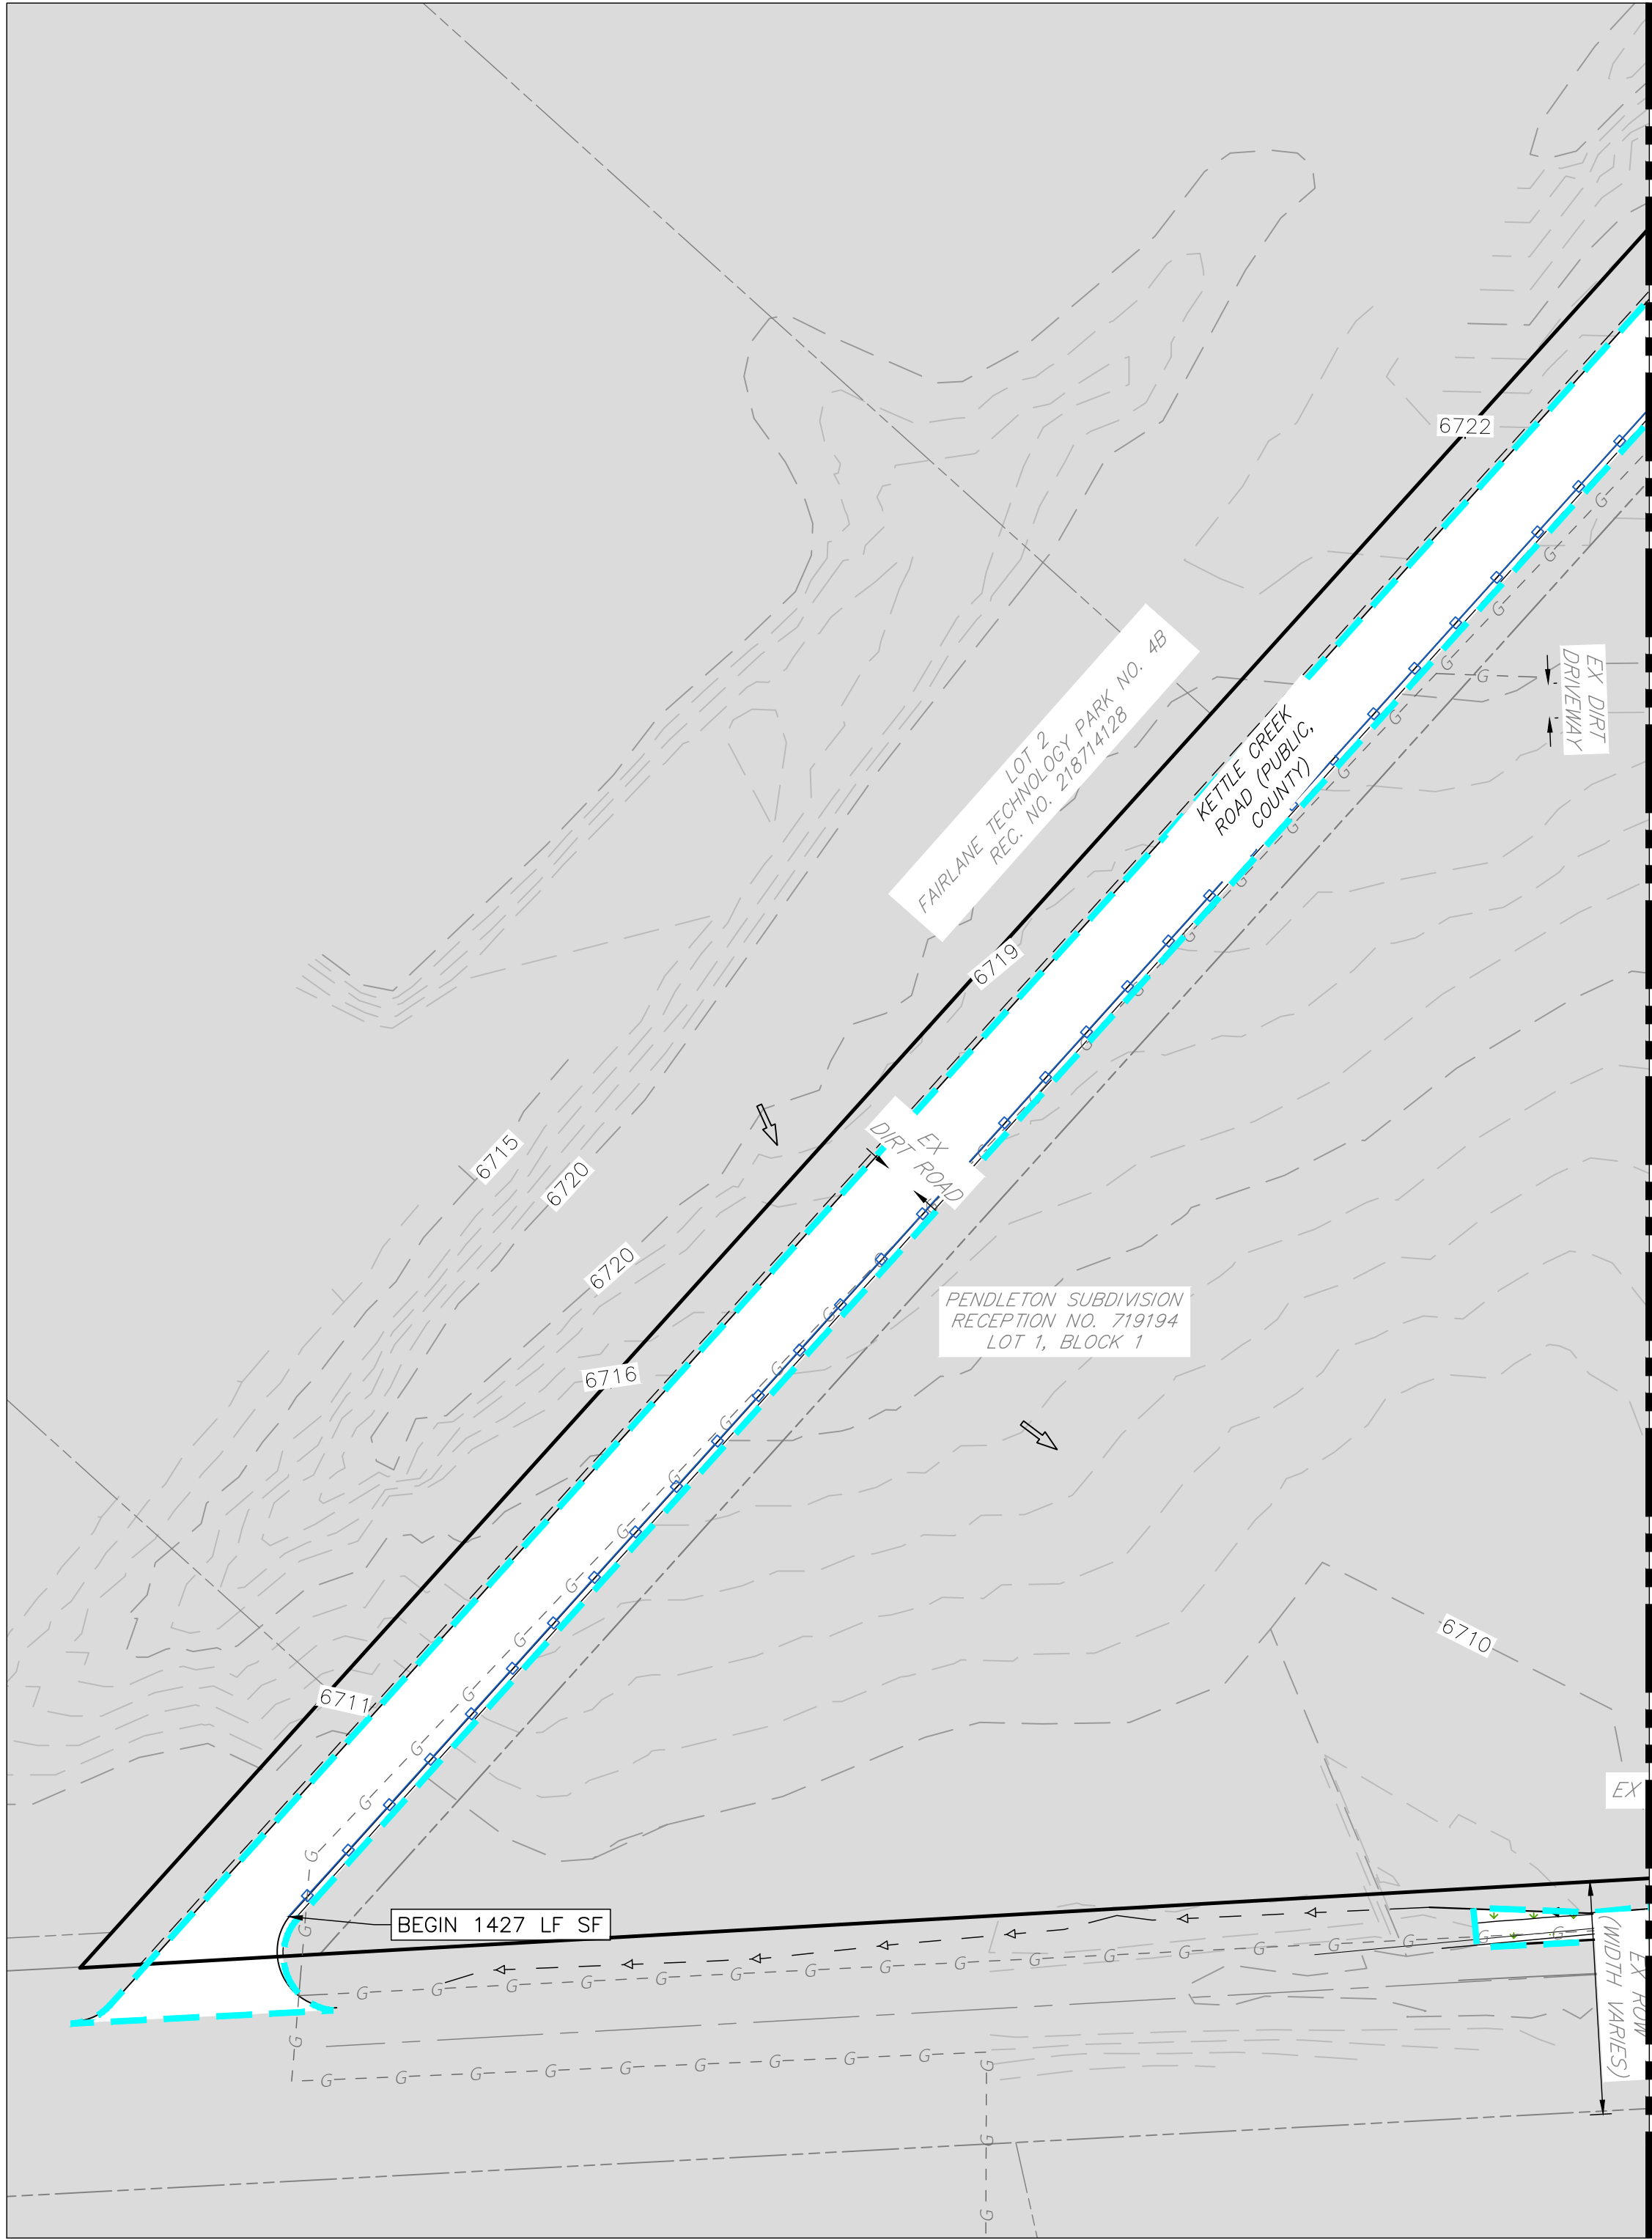 6722
EX DIRT
DRIVEWAY
LOT 2
FAIRLANE TECHNOLOGY PARK NO. 4B
REC. NO. 218714128
KETTLE CREEK
ROAD (PUBLIC,
COUNTY)
6719
EX
DIRT ROAD
6715
6720
6720
PENDLETON SUBDIVISION
RECEPTION NO. 719194
LOT 1, BLOCK 1
6716
6710
6711
EX
BEGIN 1427 LF SF
EX ROW
(WIDTH VARIES)
G G G G G G G G G G G G G G G G G G G G G G